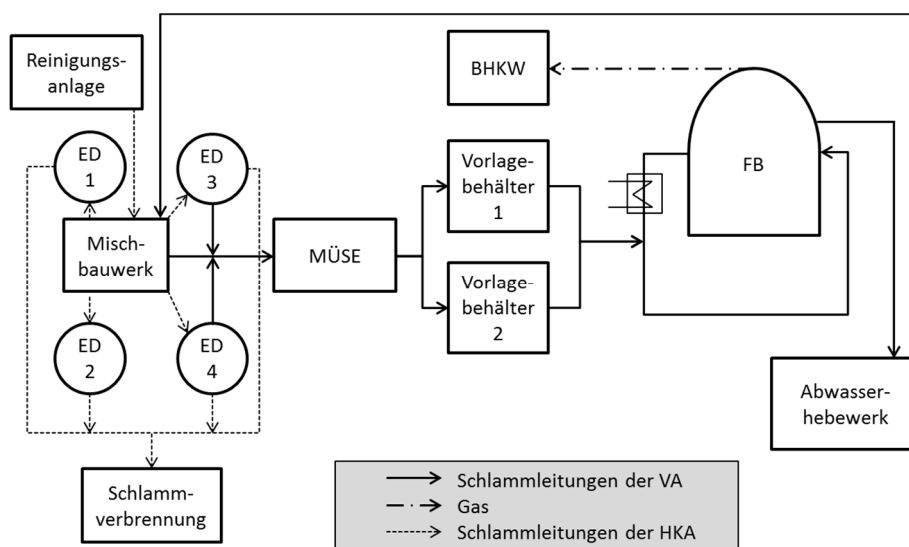 Reinigungs-
anlage
BHKW
ED
1
ED
3
Vorlage-
behälter
1
FB
Misch-
bauwerk
MÜSE
Vorlage-
behälter
2
ED
2
ED
4
Abwasser-
hebewerk
Schlamm-
verbrennung
Schlammleitungen der VA
Gas
Schlammleitungen der HKA